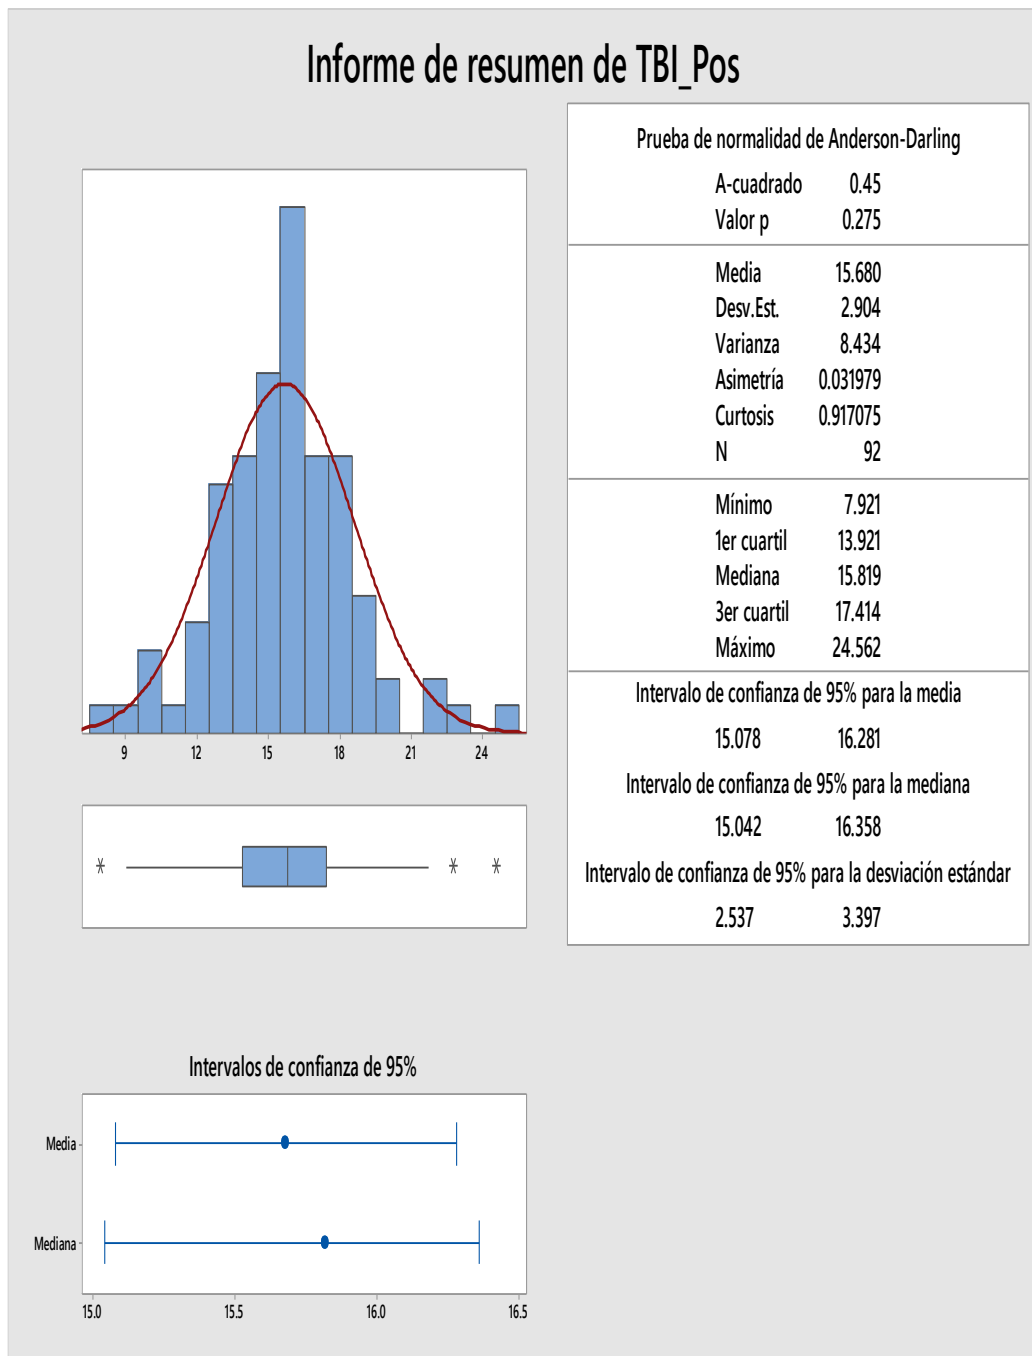 Informe de resumen de TBI_Pos
Prueba de normalidad de Anderson-Darling
A-cuadrado 0.45
Valor p 0.275
Media 15.680
Desv.Est. 2.904
Varianza 8.434
Asimetría 0.031979
Curtosis 0.917075
N 92
Mínimo 7.921
1er cuartil 13.921
Mediana 15.819
3er cuartil 17.414
Máximo 24.562
Intervalo de confianza de 95% para la media
15.078 16.281
Intervalo de confianza de 95% para la mediana
15.042 16.358
Intervalo de confianza de 95% para la desviación estándar
2.537 3.397
9 12 15 18 21 24
Intervalos de confianza de 95%
Media
Mediana
15.0 15.5 16.0 16.5